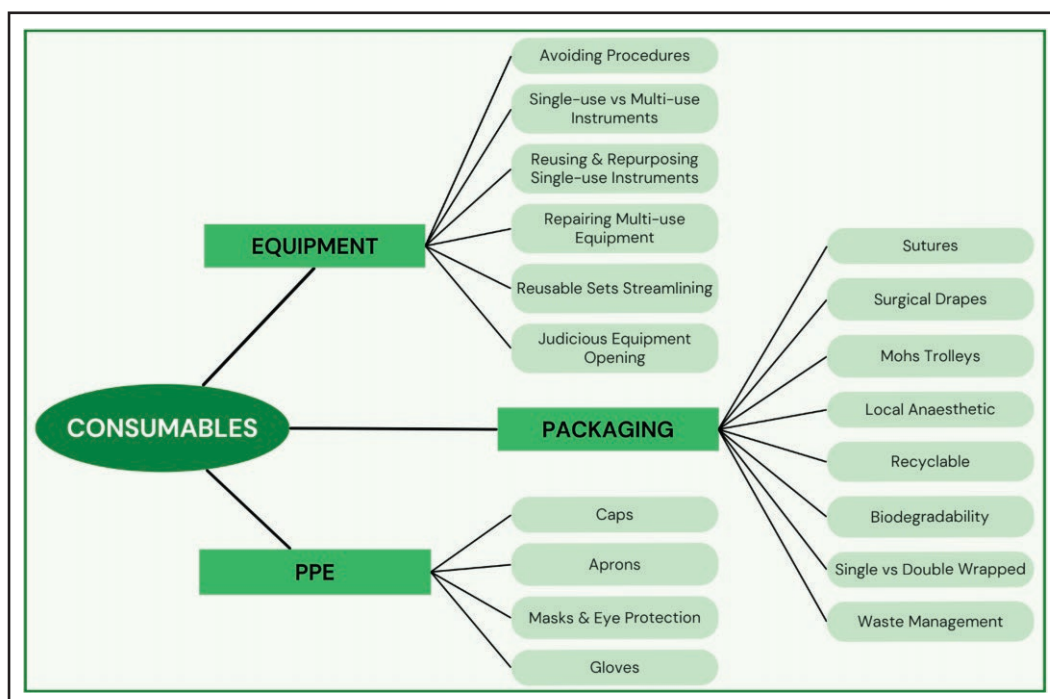 CONSUMABLES
EQUIPMENT
Avoiding Procedures
Single-use vs Multi-use
Instruments
Reusing & Repurposing
Single-use Instruments
Repairing Multi-use
Equipment
Reusable Sets Streamlining
Judicious Equipment
Opening
PACKAGING
Sutures
Surgical Drapes
Mohs Trolleys
Local Anaesthetic
Recyclable
Biodegradability
Single vs Double Wrapped
Waste Management
PPE
Caps
Aprons
Masks & Eye Protection
Gloves